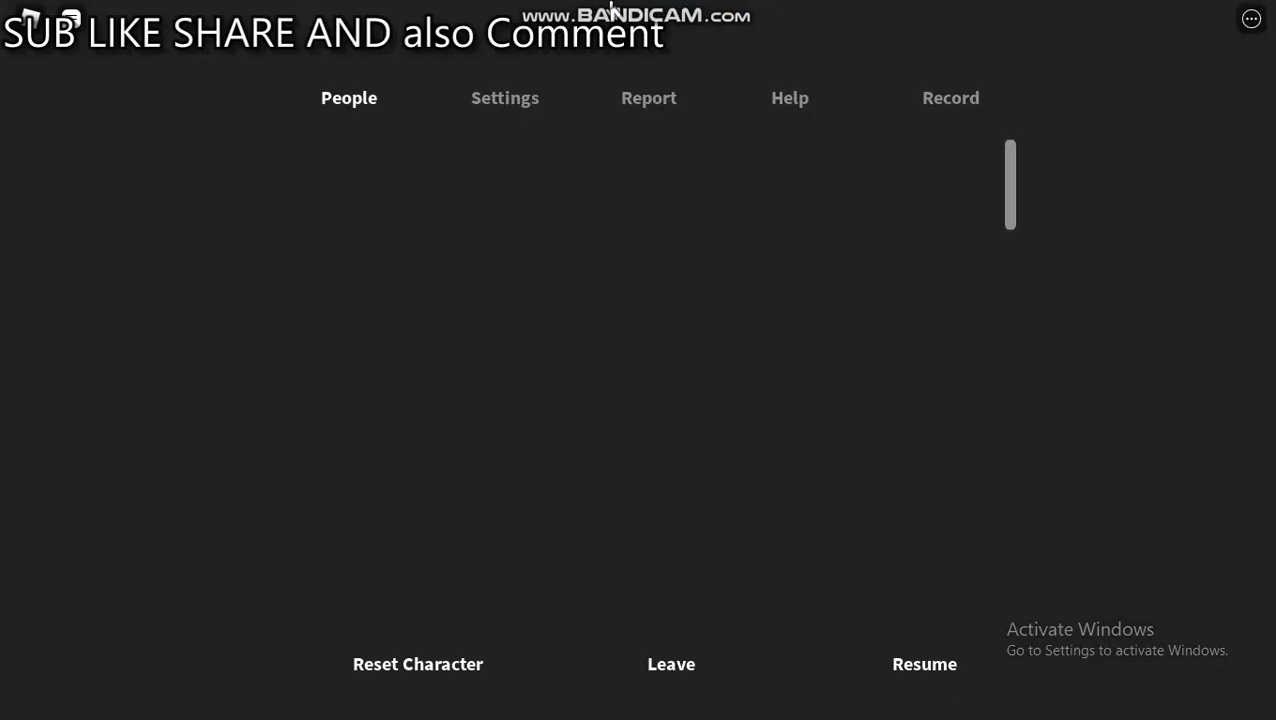 WWW.BANDICAM.COM
SUB LIKE SHARE AND also Comment
People Settings Report Help Record
Activate Windows
Go to Settings to activate Windows.
Reset Character Leave Resume